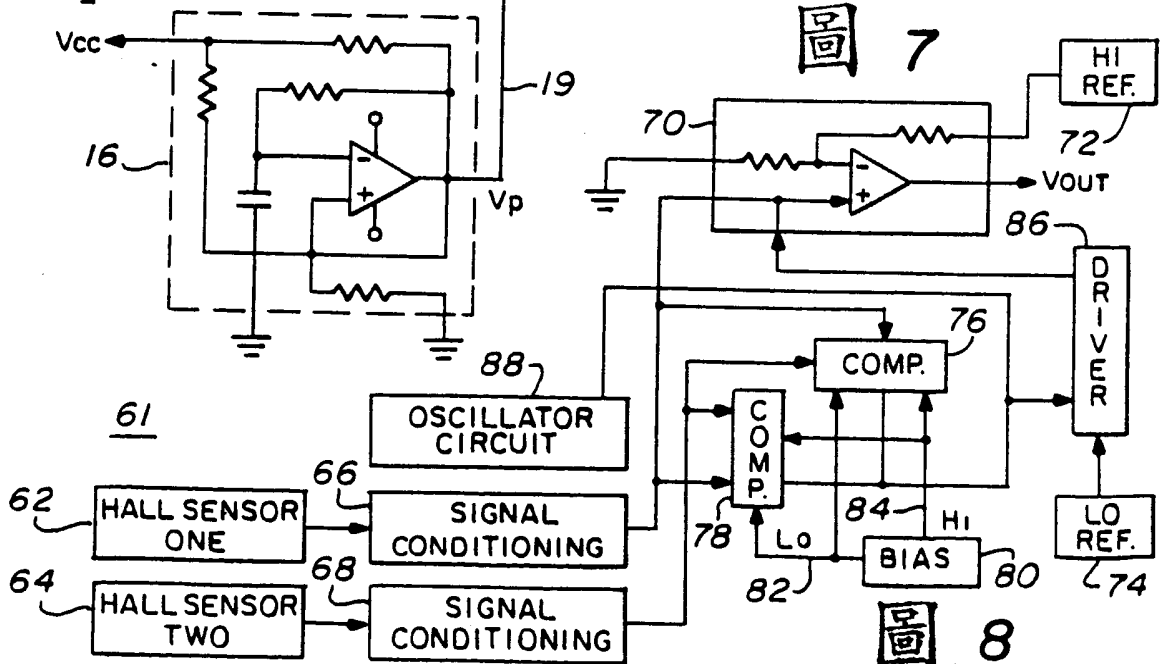 Vcc
16
19
Vp
圖 7
HI
REF.
72
70
VOUT
86
DRIVER
76
COMP.
88
OSCILLATOR
CIRCUIT
61
COMP.
78
62
HALL SENSOR
ONE
66
SIGNAL
CONDITIONING
84
HI
LO
82
BIAS
80
LO
REF.
74
64
HALL SENSOR
TWO
68
SIGNAL
CONDITIONING
圖 8